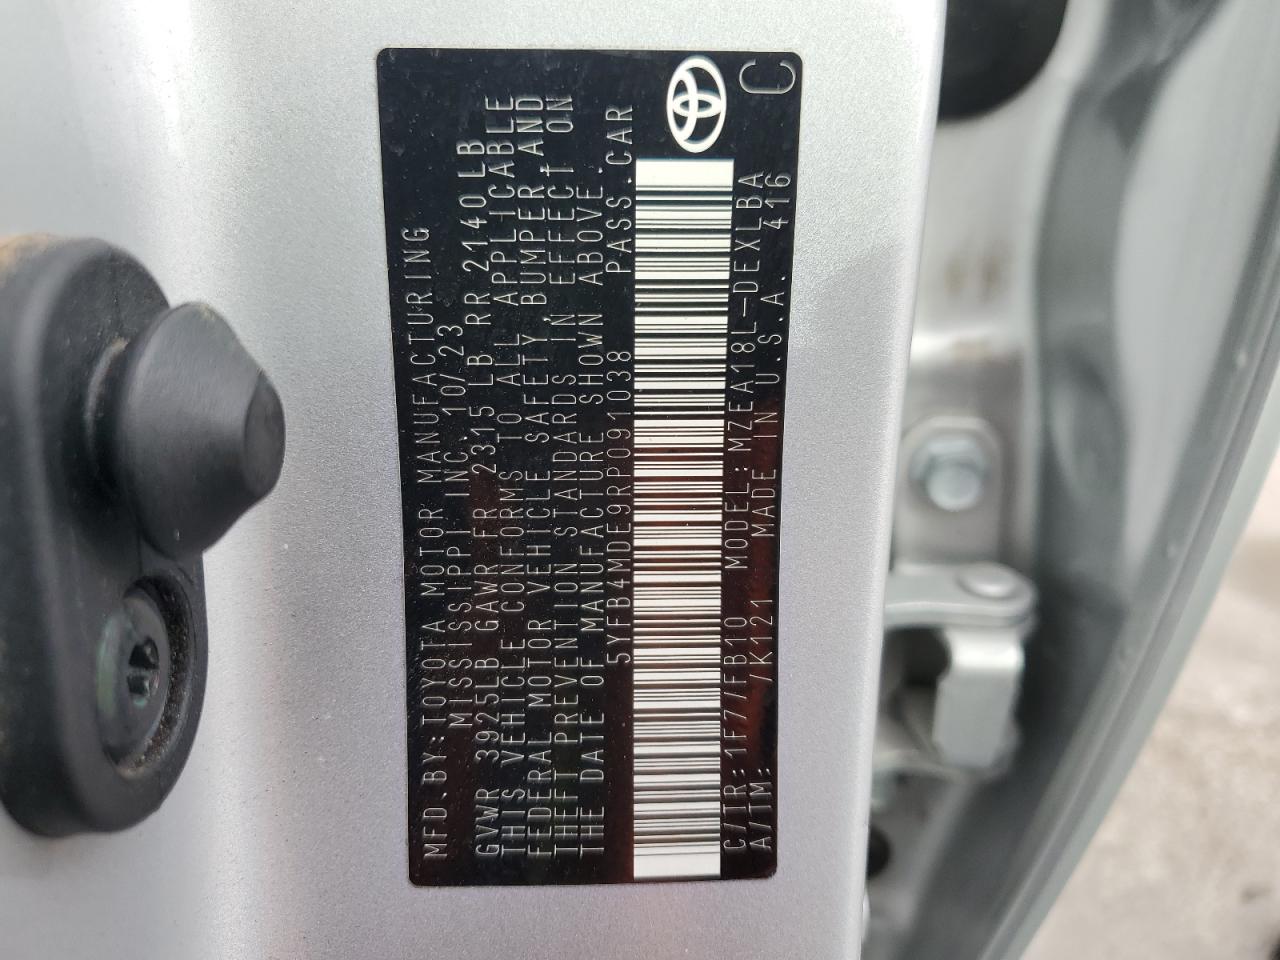 MFD.BY:TOYOTA MOTOR MANUFACTURING
MISSISSIPPI INC. 10/23
GVWR 3925LB GAWR FR 2315LB RR 2140LB
THIS VEHICLE CONFORMS TO ALL APPLICABLE
FEDERAL MOTOR VEHICLE SAFETY, BUMPER, AND
THEFT PREVENTION STANDARDS IN EFFECT ON
THE DATE OF MANUFACTURE SHOWN ABOVE.
5YFB4MDE9RP091038 PASS.CAR
C/TR:1F7/FB10 MODEL:MZEA18L-DEXLBA
A/TM: /K121 MADE IN U.S.A. 416
C